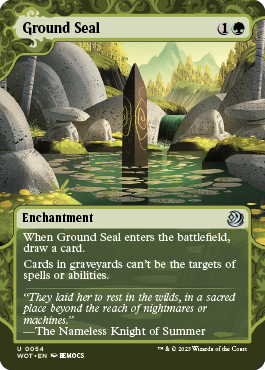 Ground Seal 1
Enchantment
When Ground Seal enters the battlefield,
draw a card.
Cards in graveyards can't be the targets of
spells or abilities.
"They laid her to rest in the wilds, in a sacred
place beyond the reach of nightmares or
machines."
—The Nameless Knight of Summer
U 0054
WOT • EN BEMOCS
™ & © 2023 Wizards of the Coast